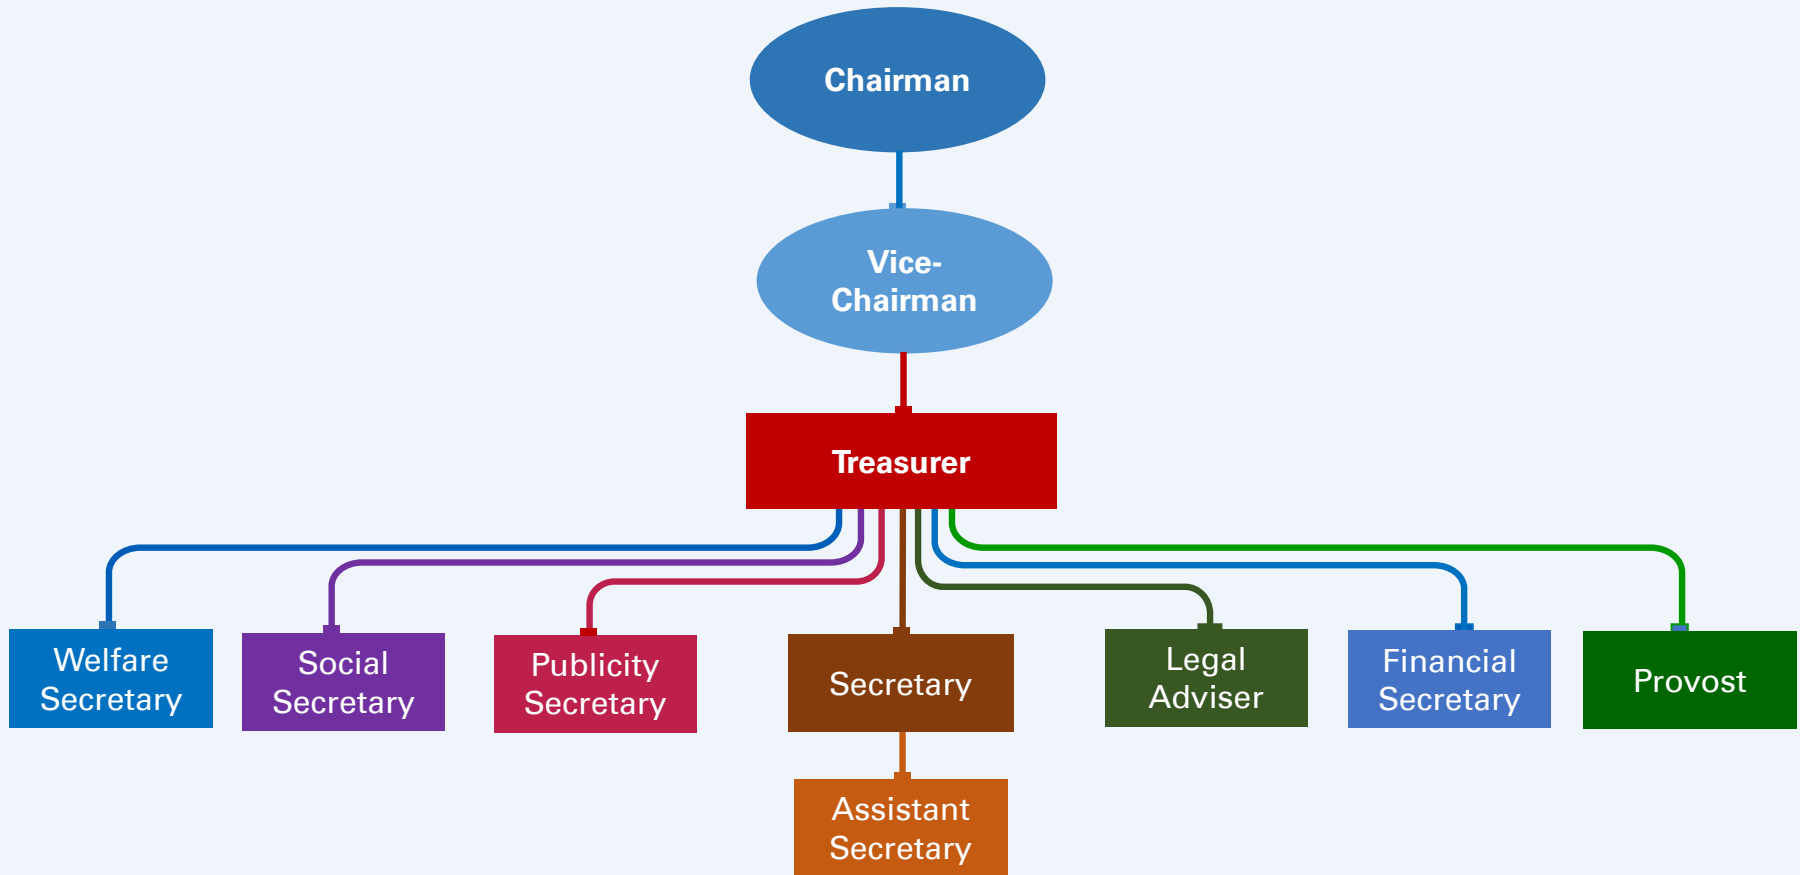 Chairman
Vice-
Chairman
Treasurer
Welfare
Secretary
Social
Secretary
Publicity
Secretary
Secretary
Legal
Adviser
Financial
Secretary
Provost
Assistant
Secretary